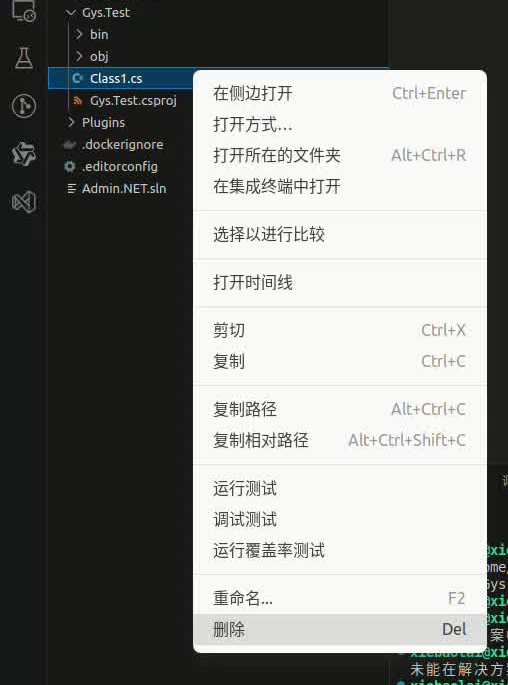 Gys.Test
bin
obj
Class1.cs
Gys.Test.csproj
Plugins
.dockerignore
.editorconfig
Admin.NET.sln
在侧边打开 Ctrl+Enter
打开方式...
打开所在的文件夹 Alt+Ctrl+R
在集成终端中打开
选择以进行比较
打开时间线
剪切 Ctrl+X
复制 Ctrl+C
复制路径 Alt+Ctrl+C
复制相对路径 Alt+Ctrl+Shift+C
运行测试
调试测试
运行覆盖率测试
重命名... F2
删除 Del
未能在解决方